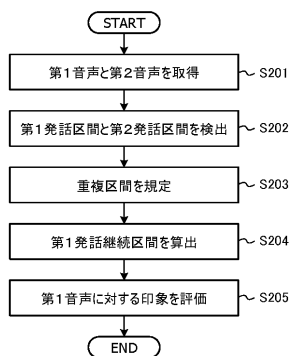 START
第1音声と第2音声を取得
S201
第1発話区間と第2発話区間を検出
S202
重複区間を規定
S203
第1発話継続区間を算出
S204
第1音声に対する印象を評価
S205
END